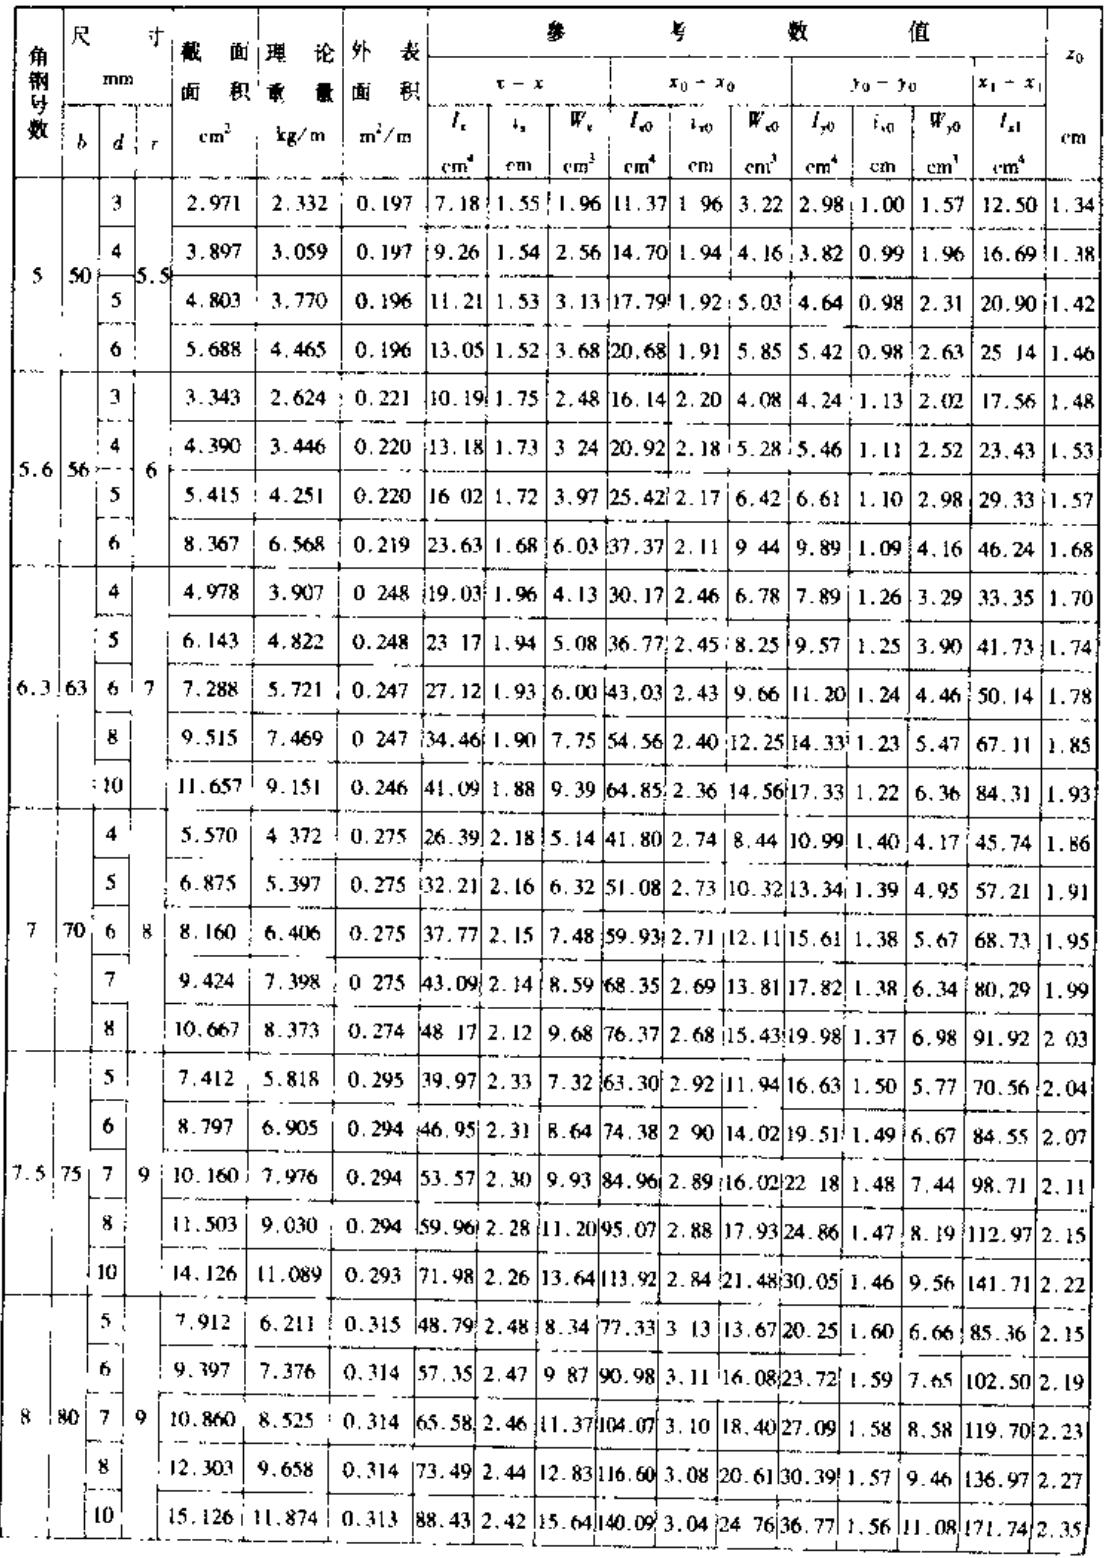 角钢号数 尺寸 截面面积 理论重量 外表面积 参考数值 z0
mm x-x x0-x0 y0-y0 x1-x1
b d r cm² kg/m m²/m Ix ix Wx Ix0 ix0 Wx0 Iy0 iy0 Wy0 Ix1 cm
cm⁴ cm cm³ cm⁴ cm cm³ cm⁴ cm cm³ cm⁴
3 2.971 2.332 0.197 7.18 1.55 1.96 11.37 1 96 3.22 2.98 1.00 1.57 12.50 1.34
4 3.897 3.059 0.197 9.26 1.54 2.56 14.70 1.94 4.16 3.82 0.99 1.96 16.69 1.38
5 50 5.5
5 4.803 3.770 0.196 11.21 1.53 3.13 17.79 1.92 5.03 4.64 0.98 2.31 20.90 1.42
6 5.688 4.465 0.196 13.05 1.52 3.68 20.68 1.91 5.85 5.42 0.98 2.63 25 14 1.46
3 3.343 2.624 0.221 10.19 1.75 2.48 16.14 2.20 4.08 4.24 1.13 2.02 17.56 1.48
4 4.390 3.446 0.220 13.18 1.73 3 24 20.92 2.18 5.28 5.46 1.11 2.52 23.43 1.53
5.6 56 6
5 5.415 4.251 0.220 16 02 1.72 3.97 25.42 2.17 6.42 6.61 1.10 2.98 29.33 1.57
6 8.367 6.568 0.219 23.63 1.68 6.03 37.37 2.11 9 44 9.89 1.09 4.16 46.24 1.68
4 4.978 3.907 0 248 19.03 1.96 4.13 30.17 2.46 6.78 7.89 1.26 3.29 33.35 1.70
5 6.143 4.822 0.248 23 17 1.94 5.08 36.77 2.45 8.25 9.57 1.25 3.90 41.73 1.74
6.3 63 6 7 7.288 5.721 0.247 27.12 1.93 6.00 43.03 2.43 9.66 11.20 1.24 4.46 50.14 1.78
8 9.515 7.469 0 247 34.46 1.90 7.75 54.56 2.40 12.25 14.33 1.23 5.47 67.11 1.85
10 11.657 9.151 0.246 41.09 1.88 9.39 64.85 2.36 14.56 17.33 1.22 6.36 84.31 1.93
4 5.570 4 372 0.275 26.39 2.18 5.14 41.80 2.74 8.44 10.99 1.40 4.17 45.74 1.86
5 6.875 5.397 0.275 32.21 2.16 6.32 51.08 2.73 10.32 13.34 1.39 4.95 57.21 1.91
7 70 6 8 8.160 6.406 0.275 37.77 2.15 7.48 59.93 2.71 12.11 15.61 1.38 5.67 68.73 1.95
7 9.424 7.398 0 275 43.09 2.14 8.59 68.35 2.69 13.81 17.82 1.38 6.34 80.29 1.99
8 10.667 8.373 0.274 48 17 2.12 9.68 76.37 2.68 15.43 19.98 1.37 6.98 91.92 2 03
5 7.412 5.818 0.295 39.97 2.33 7.32 63.30 2.92 11.94 16.63 1.50 5.77 70.56 2.04
6 8.797 6.905 0.294 46.95 2.31 8.64 74.38 2 90 14.02 19.51 1.49 6.67 84.55 2.07
7.5 75 7 9 10.160 7.976 0.294 53.57 2.30 9.93 84.96 2.89 16.02 22 18 1.48 7.44 98.71 2.11
8 11.503 9.030 0.294 59.96 2.28 11.20 95.07 2.88 17.93 24.86 1.47 8.19 112.97 2.15
10 14.126 11.089 0.293 71.98 2.26 13.64 113.92 2.84 21.48 30.05 1.46 9.56 141.71 2.22
5 7.912 6.211 0.315 48.79 2.48 8.34 77.33 3 13 13.67 20.25 1.60 6.66 85.36 2.15
6 9.397 7.376 0.314 57.35 2.47 9 87 90.98 3.11 16.08 23.72 1.59 7.65 102.50 2.19
8 80 7 9 10.860 8.525 0.314 65.58 2.46 11.37 104.07 3.10 18.40 27.09 1.58 8.58 119.70 2.23
8 12.303 9.658 0.314 73.49 2.44 12.83 116.60 3.08 20.61 30.39 1.57 9.46 136.97 2.27
10 15.126 11.874 0.313 88.43 2.42 15.64 140.09 3.04 24 76 36.77 1.56 11.08 171.74 2.35